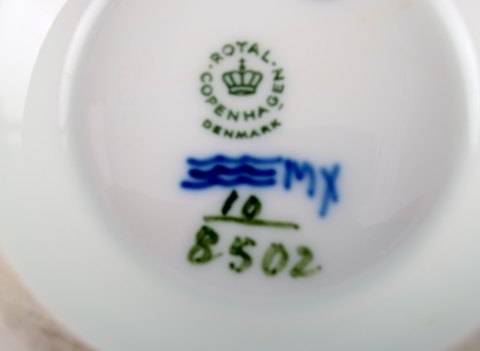 ROYAL
COPENHAGEN
DENMARK
MX
10
8502